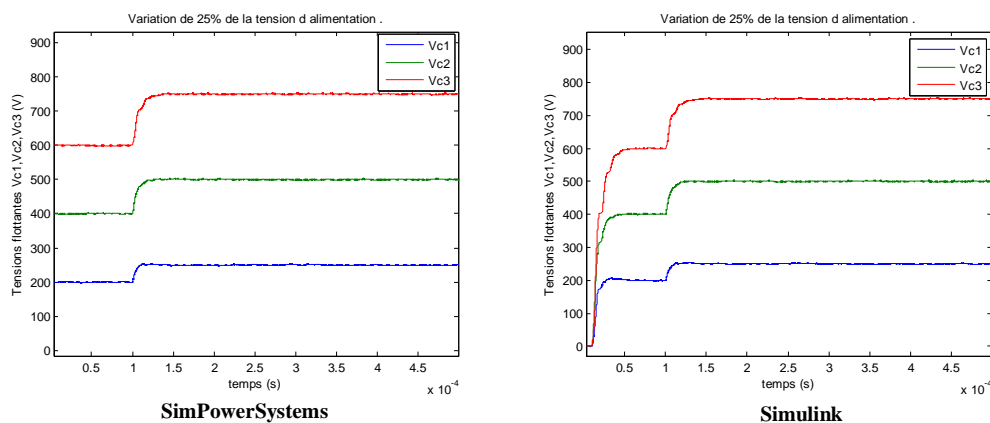 Variation de 25% de la tension d alimentation .
900
800
700
600
500
400
300
200
100
0
Tensions flottantes Vc1,Vc2,Vc3 (V)
Vc1
Vc2
Vc3
0.5
1
1.5
2
2.5
3
3.5
4
4.5
x 10⁻⁴
temps (s)
SimPowerSystems
Variation de 25% de la tension d alimentation .
900
800
700
600
500
400
300
200
100
0
Tensions flottantes Vc1,Vc2,Vc3 (V)
Vc1
Vc2
Vc3
0.5
1
1.5
2
2.5
3
3.5
4
4.5
x 10⁻⁴
temps (s)
Simulink